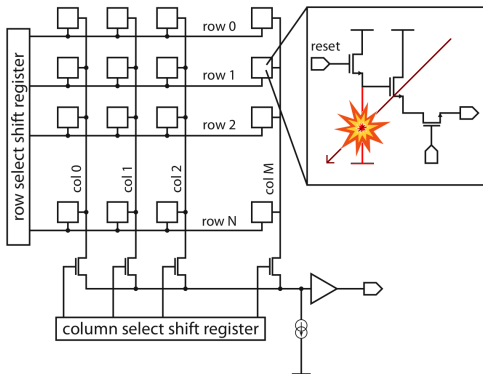 row 0
reset
row 1
row 2
row select shift register
col 0
col 1
col 2
col M
row N
column select shift register